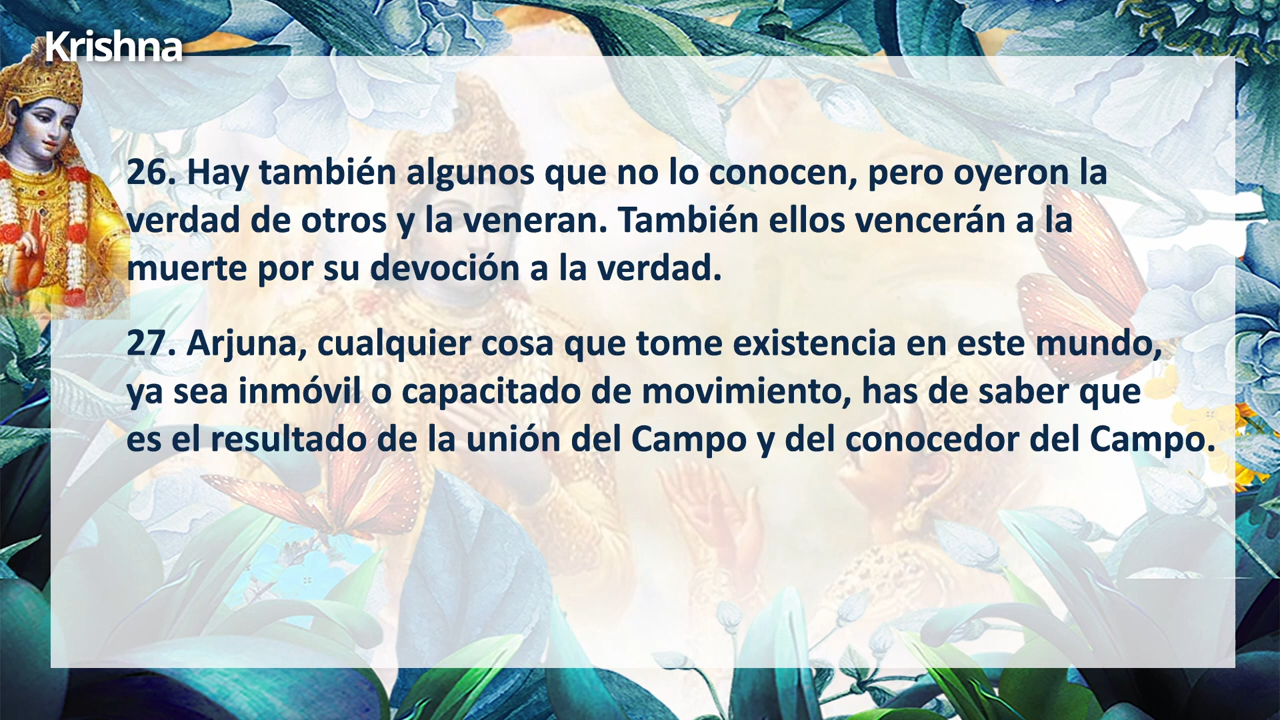 Krishna
26. Hay también algunos que no lo conocen, pero oyeron la
verdad de otros y la veneran. También ellos vencerán a la
muerte por su devoción a la verdad.
27. Arjuna, cualquier cosa que tome existencia en este mundo,
ya sea inmóvil o capacitado de movimiento, has de saber que
es el resultado de la unión del Campo y del conocedor del Campo.